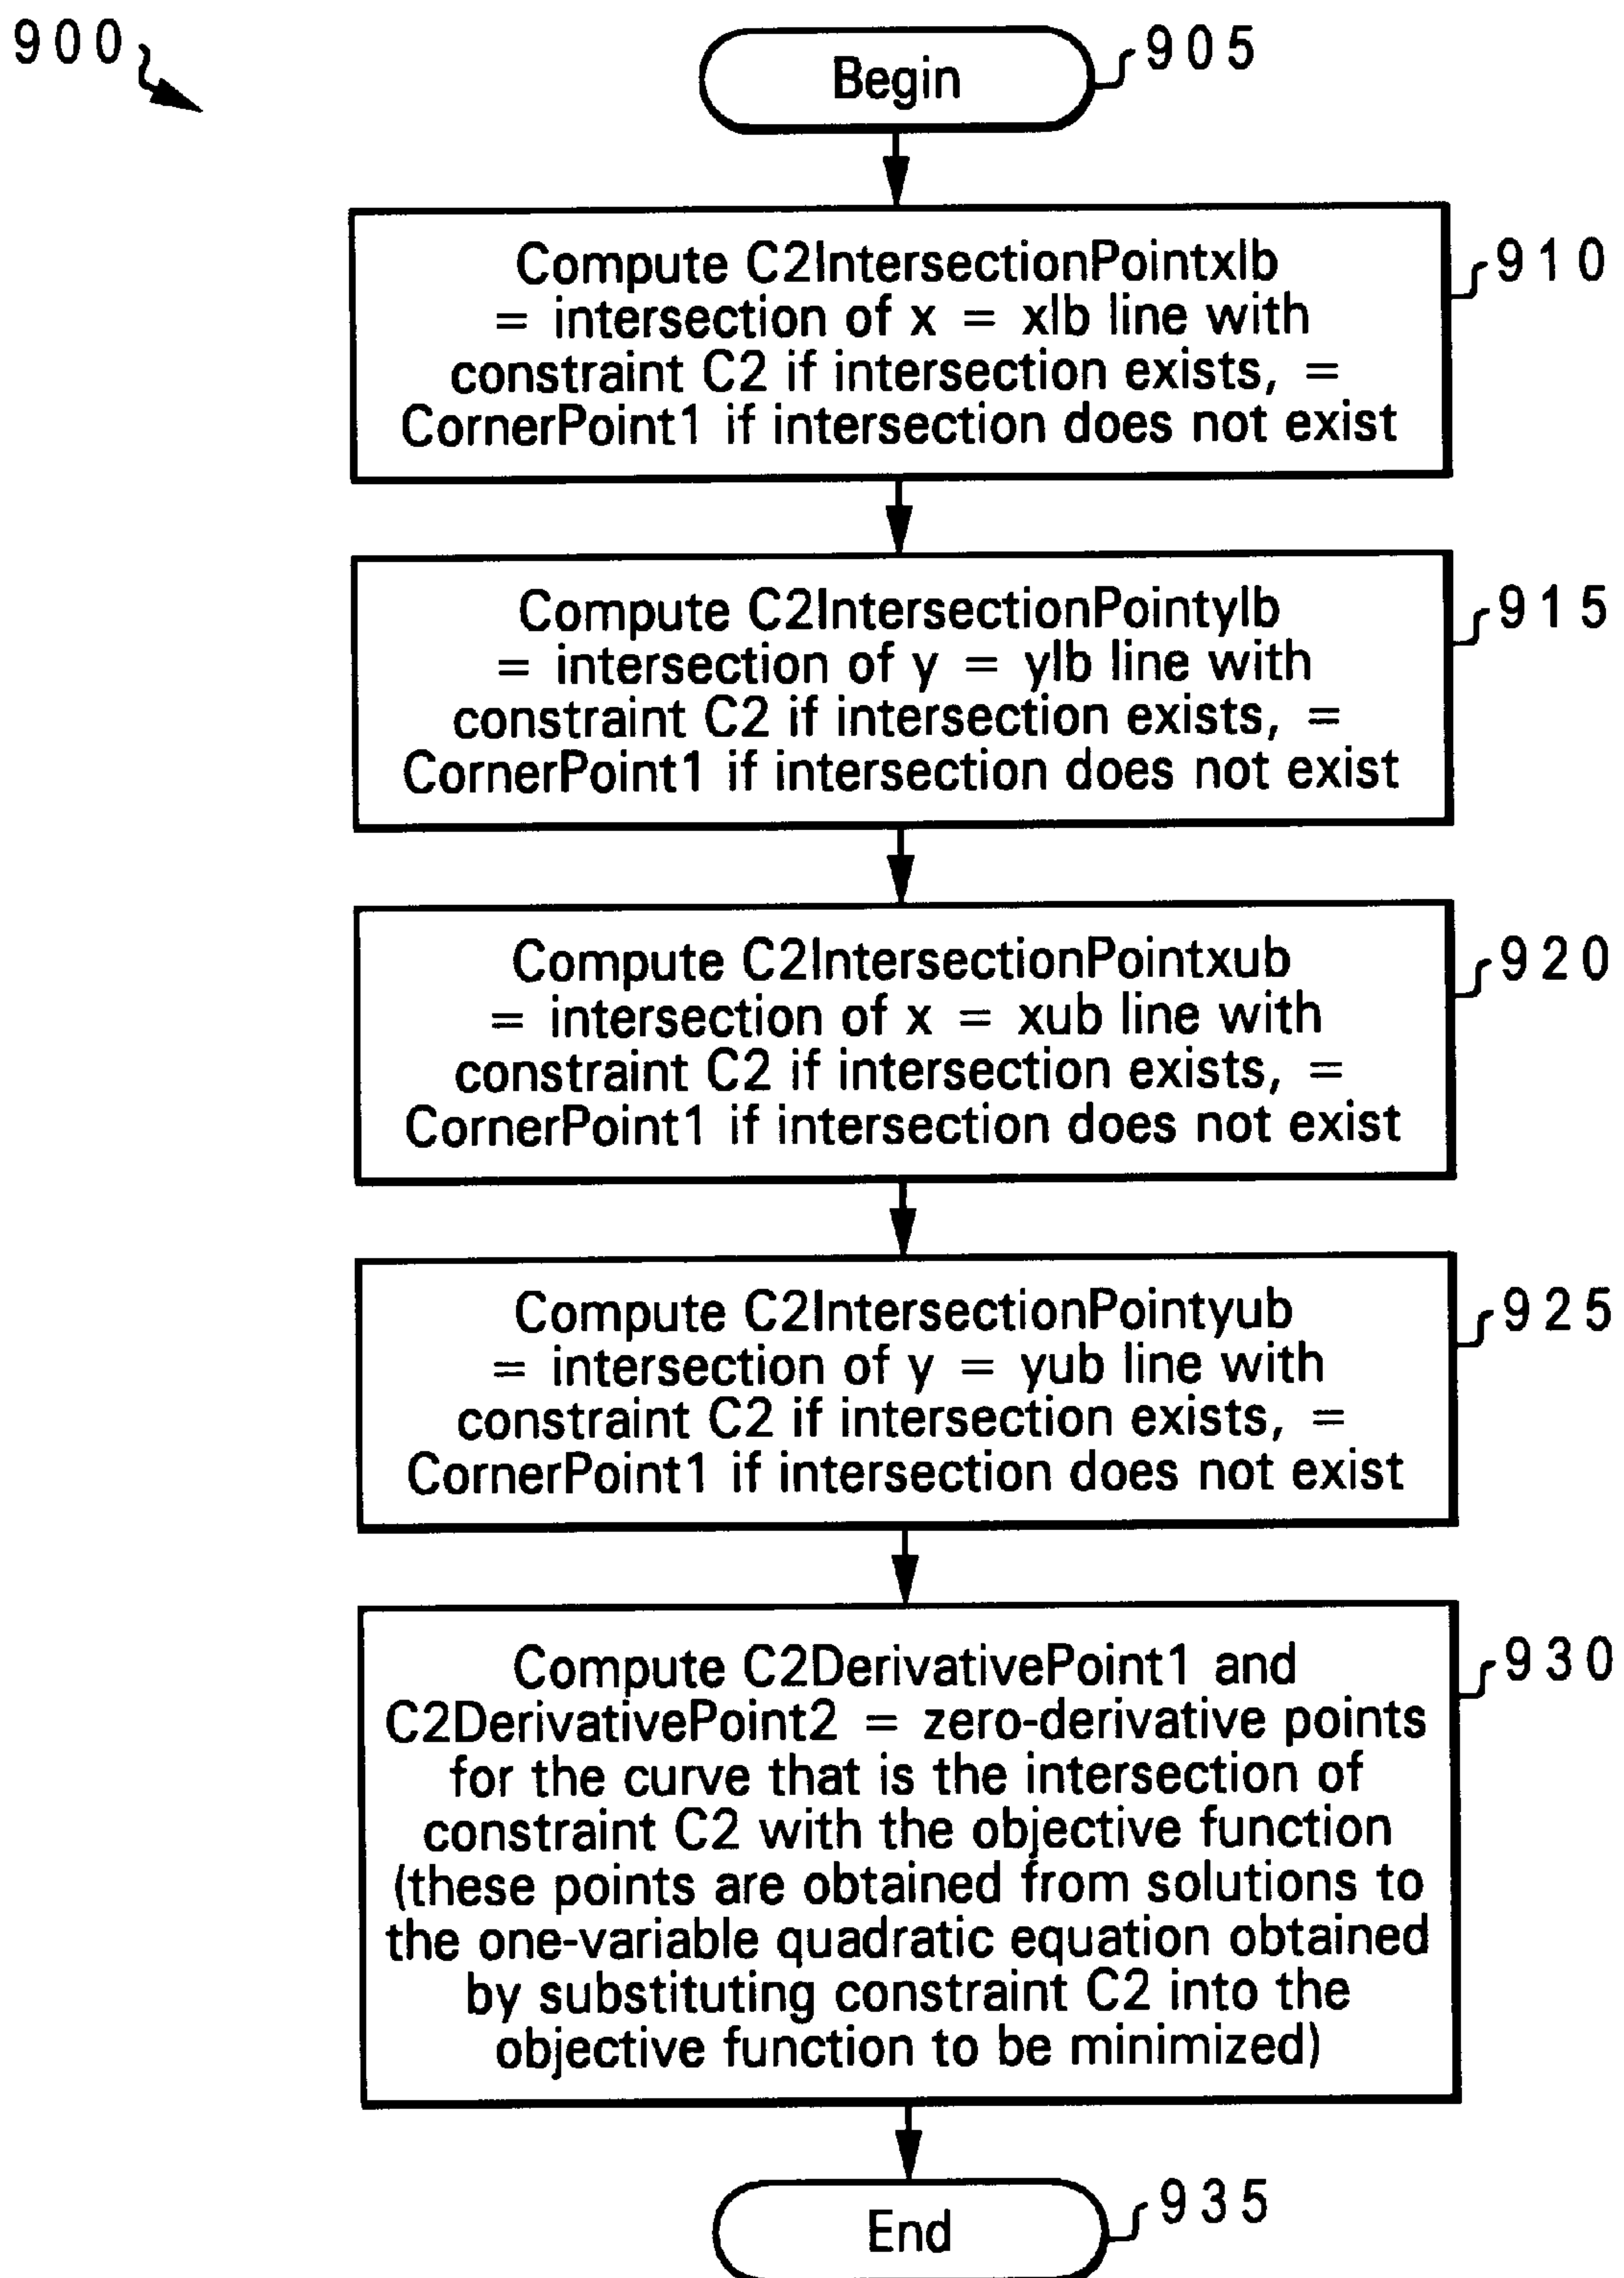 900
Begin
905
Compute C2IntersectionPointxlb
= intersection of x = xlb line with
constraint C2 if intersection exists, =
CornerPoint1 if intersection does not exist
910
Compute C2IntersectionPointylb
= intersection of y = ylb line with
constraint C2 if intersection exists, =
CornerPoint1 if intersection does not exist
915
Compute C2IntersectionPointxub
= intersection of x = xub line with
constraint C2 if intersection exists, =
CornerPoint1 if intersection does not exist
920
Compute C2IntersectionPointyub
= intersection of y = yub line with
constraint C2 if intersection exists, =
CornerPoint1 if intersection does not exist
925
Compute C2DerivativePoint1 and
C2DerivativePoint2 = zero-derivative points
for the curve that is the intersection of
constraint C2 with the objective function
(these points are obtained from solutions to
the one-variable quadratic equation obtained
by substituting constraint C2 into the
objective function to be minimized)
930
End
935